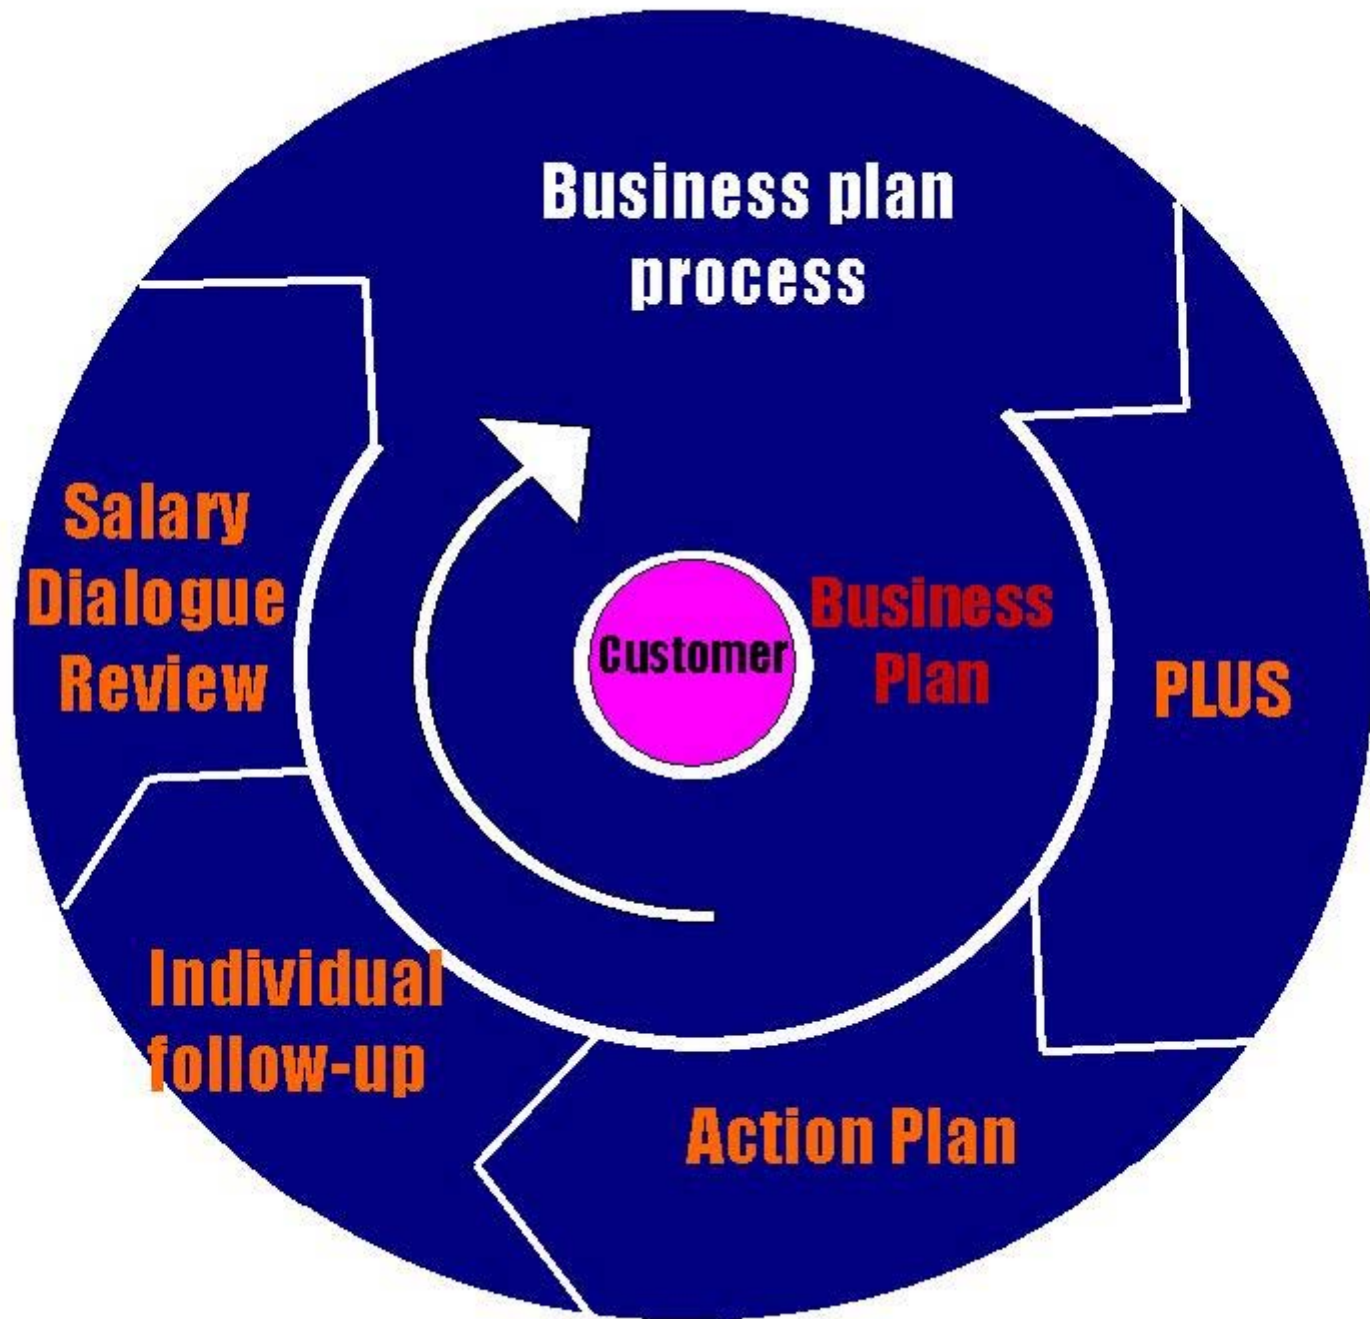 Business plan
process
Salary
Dialogue
Review
Customer
Business
Plan
PLUS
Individual
follow-up
Action Plan